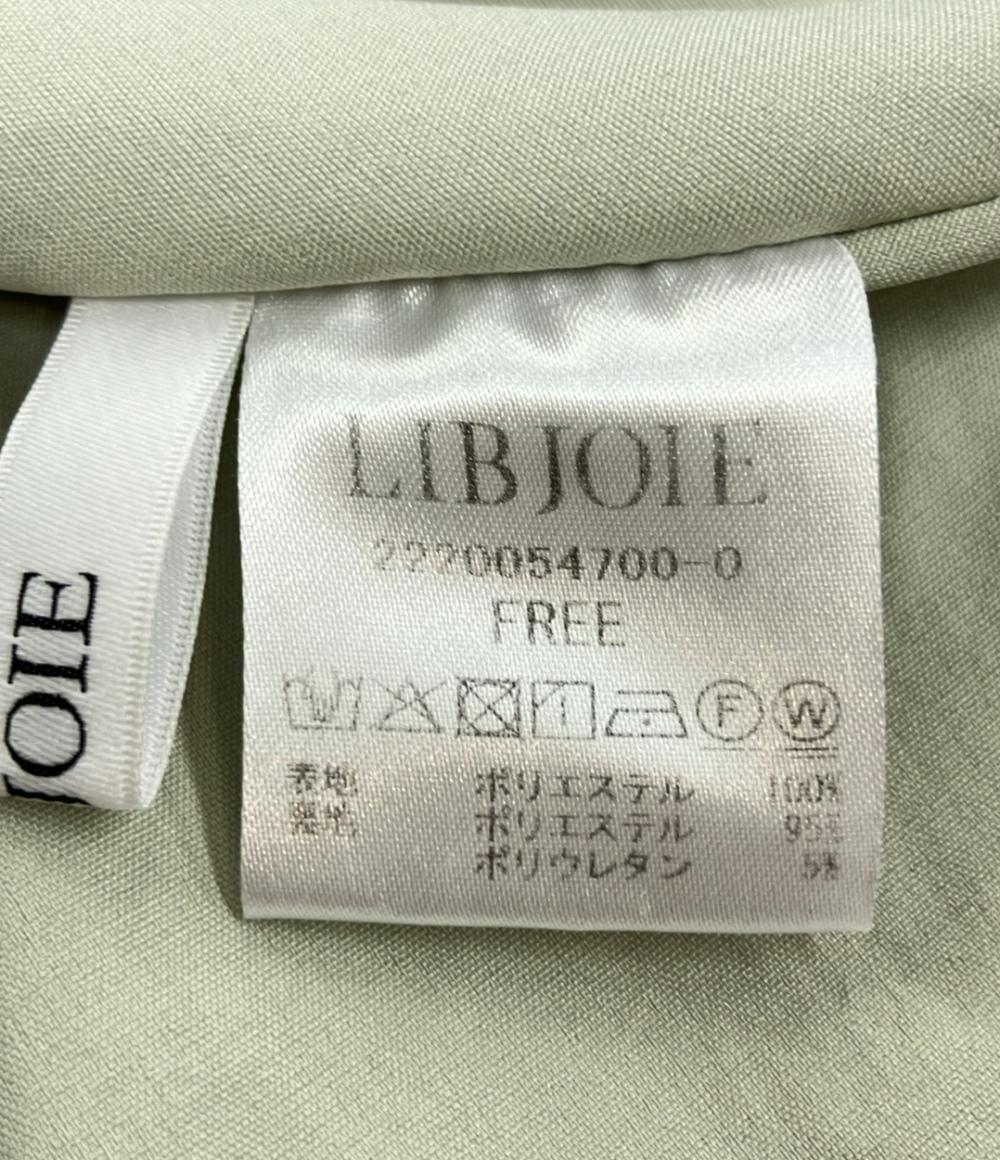 LIBJOIE
2220054700-0
FREE
F W
表地 ポリエステル 100%
裏地 ポリエステル 95%
ポリウレタン 5%
JOIE